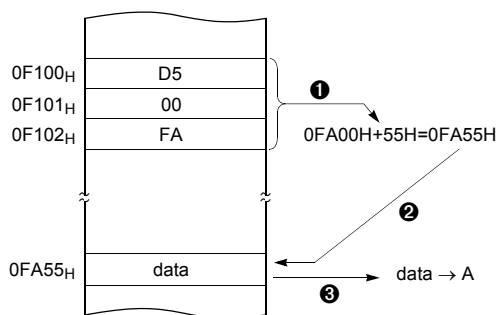 0F100H D5
0F101H 00
0F102H FA
❶
0FA00H+55H=0FA55H
❷
0FA55H data
❸
data → A